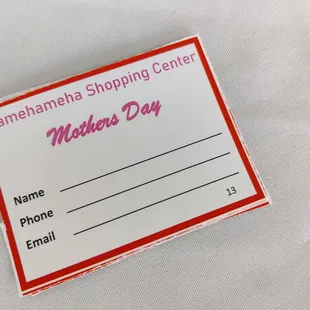 amehameha Shopping Center
Mothers Day
Name
Phone
Email
13